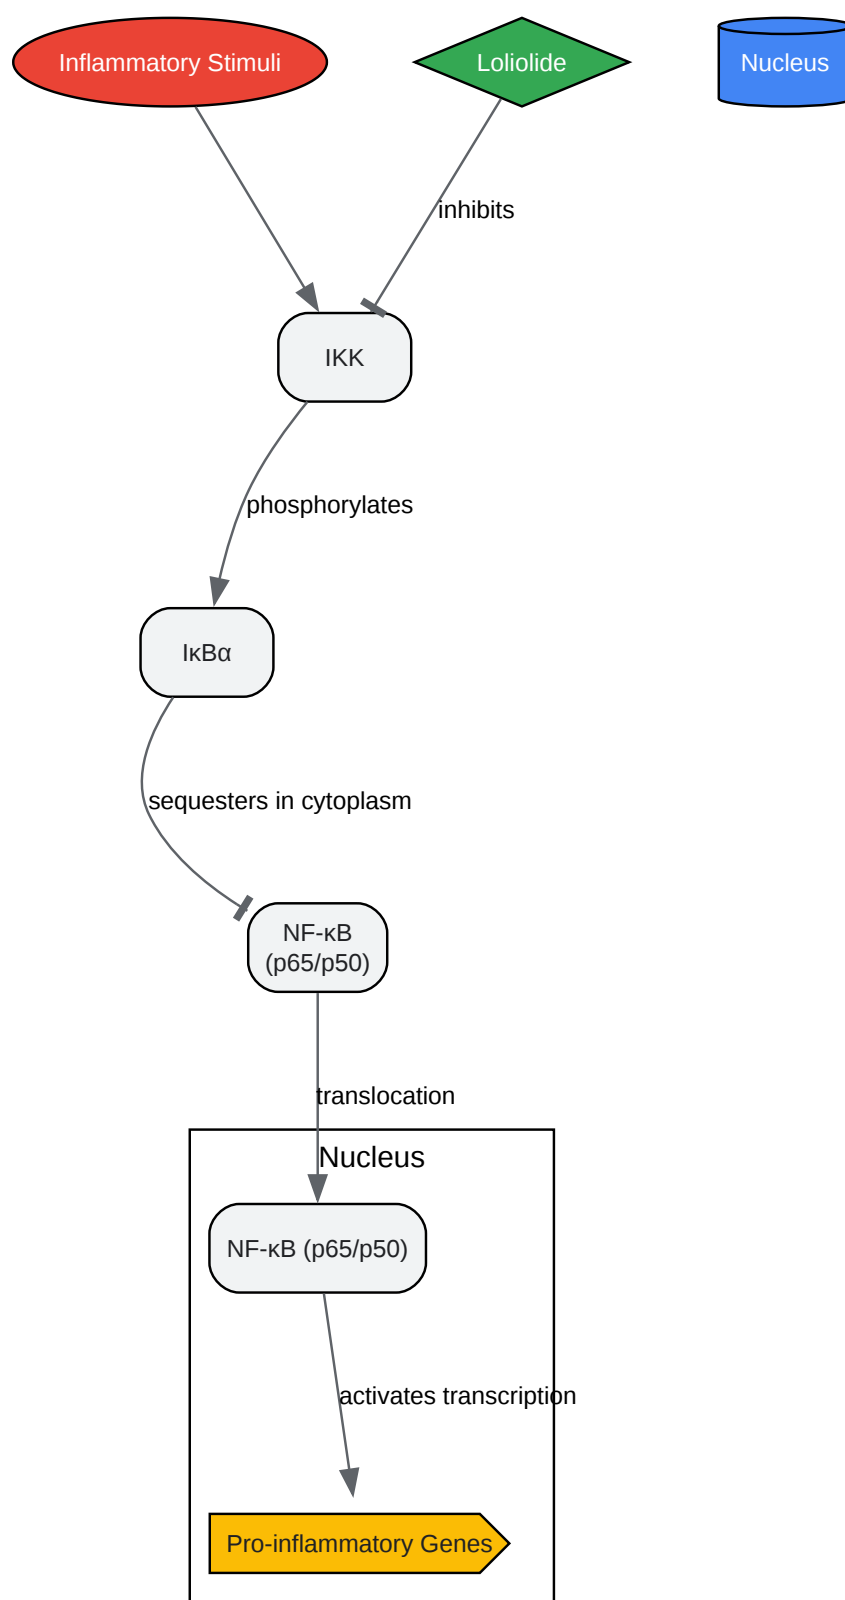 Inflammatory Stimuli
Loliolide
Nucleus
inhibits
IKK
phosphorylates
IκBα
sequesters in cytoplasm
NF-κB
(p65/p50)
translocation
Nucleus
NF-κB (p65/p50)
activates transcription
Pro-inflammatory Genes